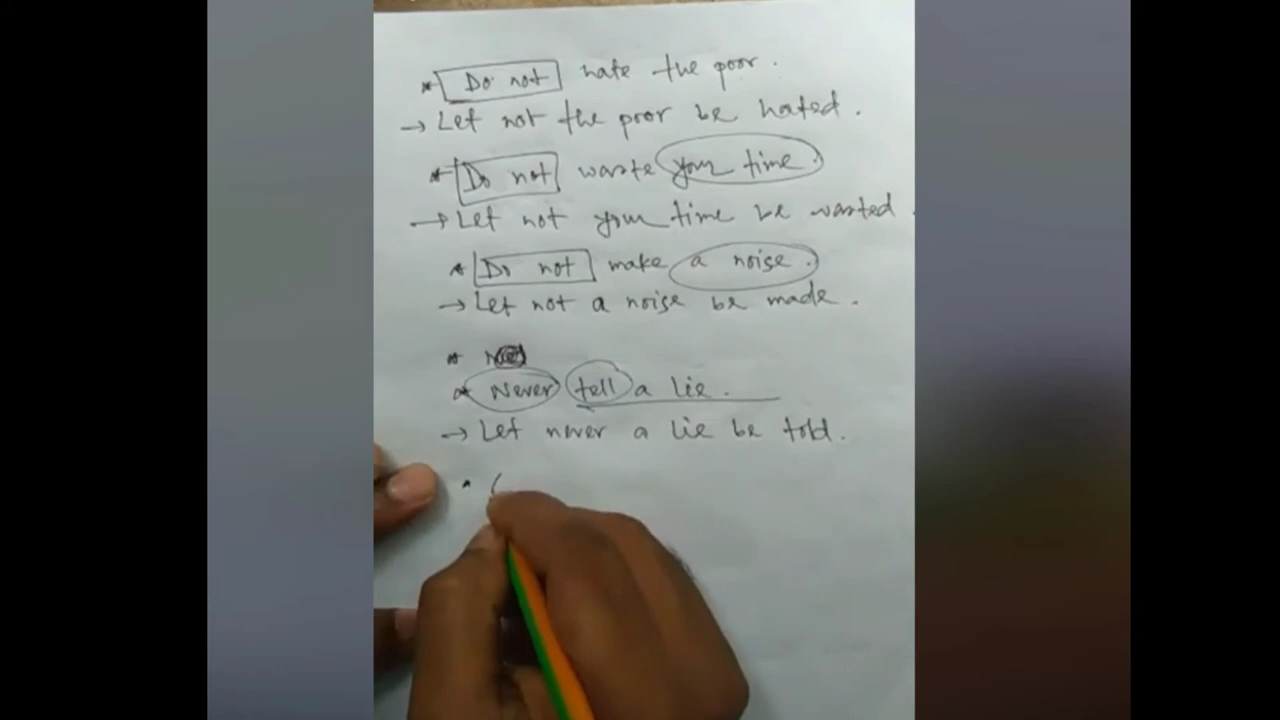 * Do not hate the poor.
→ Let not the poor be hated.
* Do not waste your time.
→ Let not your time be wasted.
* Do not make a noise.
→ Let not a noise be made.
* N
* Never tell a lie.
→ Let never a lie be told.
* (